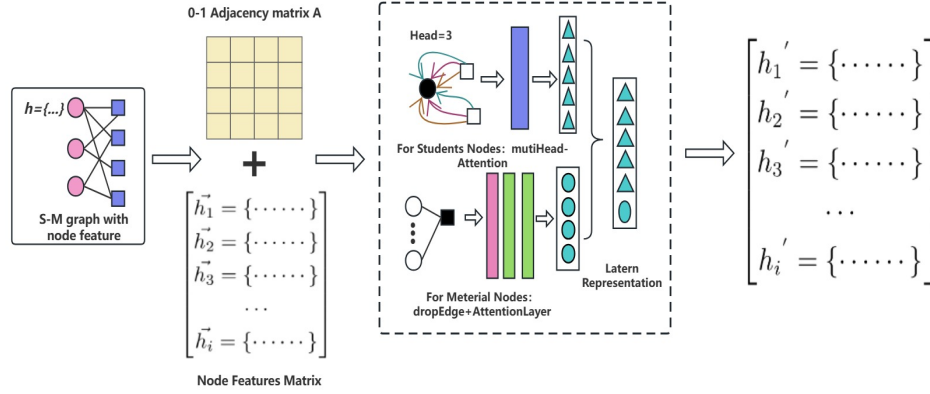 h={...}
S-M graph with
node feature
0-1 Adjacency matrix A
+
h⃗₁ = {······}
h⃗₂ = {······}
h⃗₃ = {······}
...
h⃗ᵢ = {······}
Node Features Matrix
Head=3
For Students Nodes: mutiHead-
Attention
For Meterial Nodes:
dropEdge+AttentionLayer
Latern
Representation
h₁′ = {······}
h₂′ = {······}
h₃′ = {······}
...
hᵢ′ = {······}